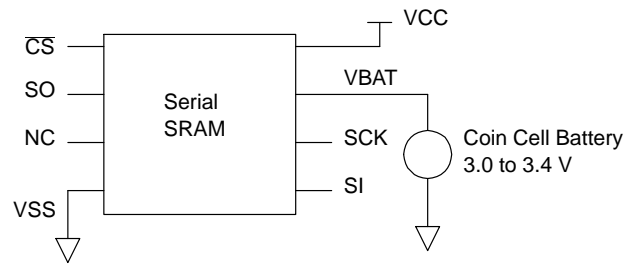 CS
SO
NC
VSS
Serial
SRAM
VCC
VBAT
SCK
SI
Coin Cell Battery
3.0 to 3.4 V